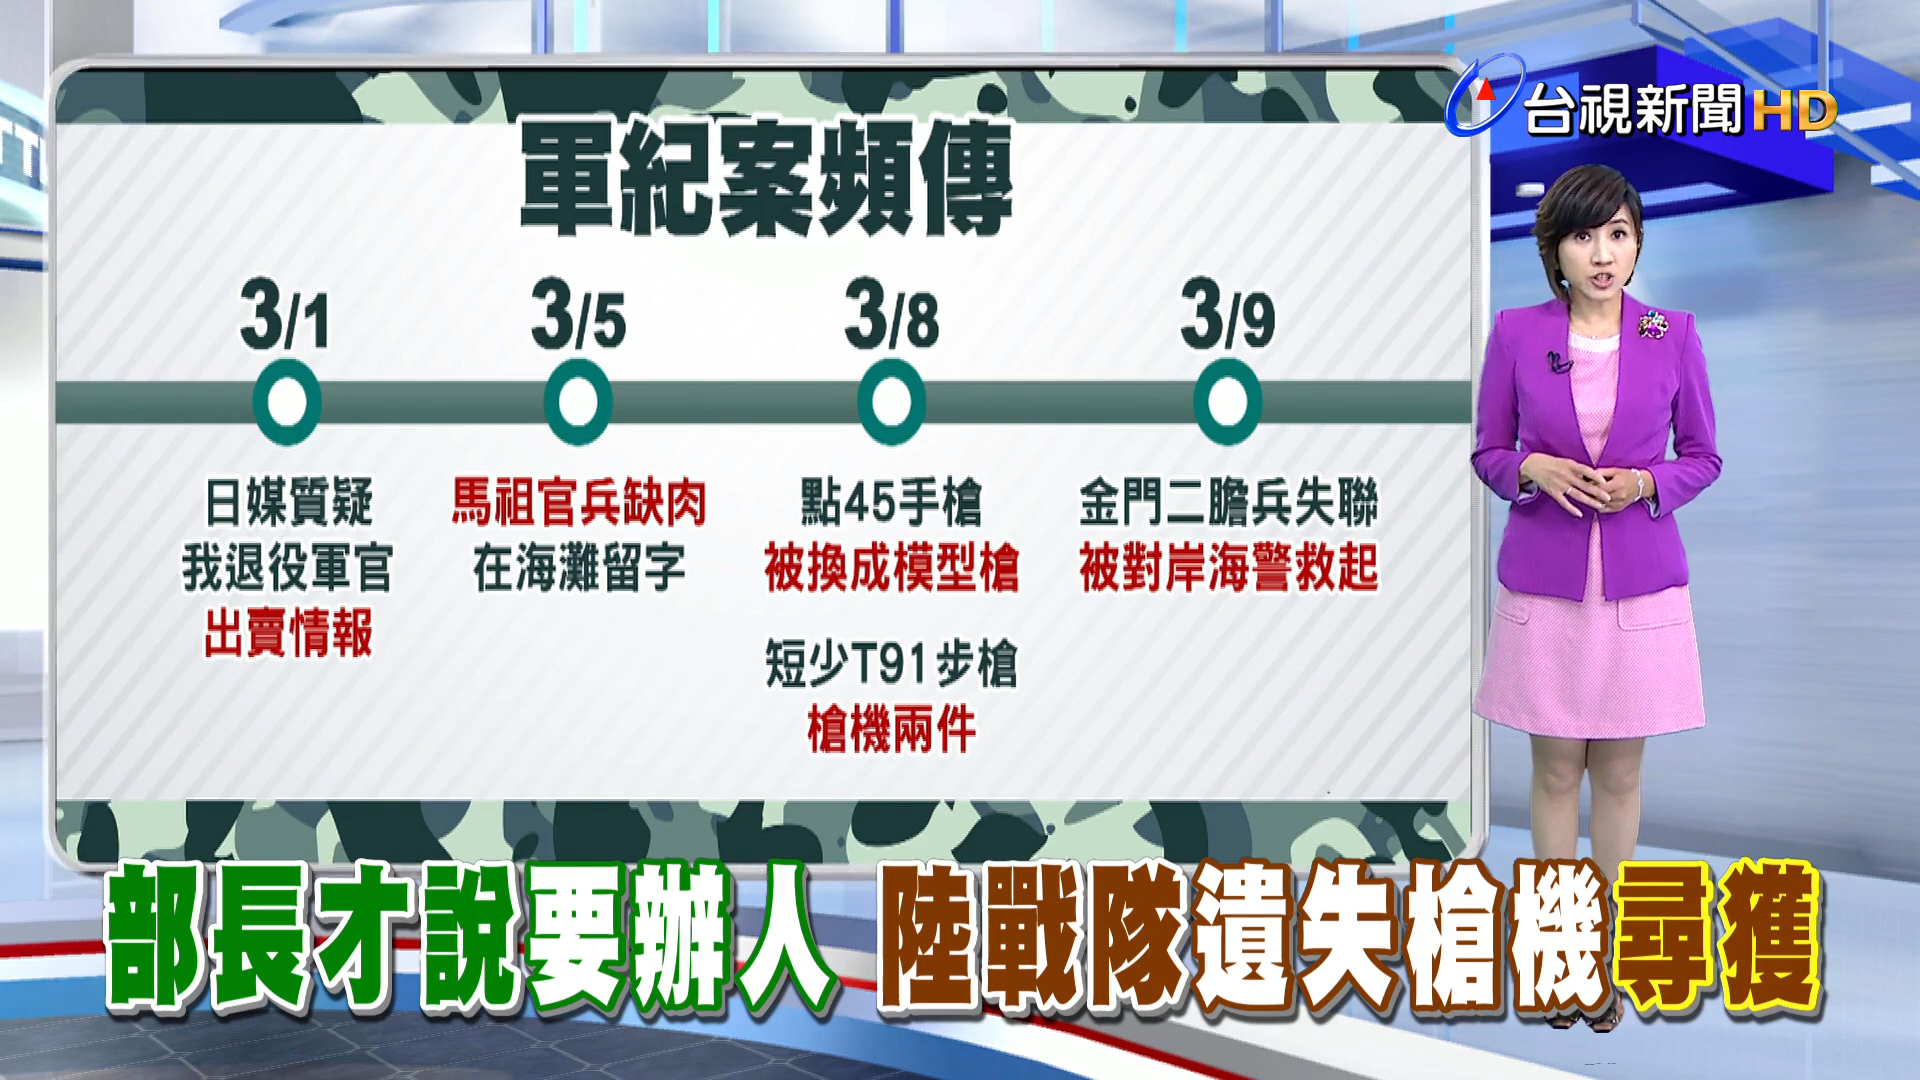 台視新聞HD
軍紀案頻傳
3/1
3/5
3/8
3/9
日媒質疑
我退役軍官
出賣情報
馬祖官兵缺肉
在海灘留字
點45手槍
被換成模型槍
短少T91步槍
槍機兩件
金門二膽兵失聯
被對岸海警救起
部長才說要辦人 陸戰隊遺失槍機尋獲